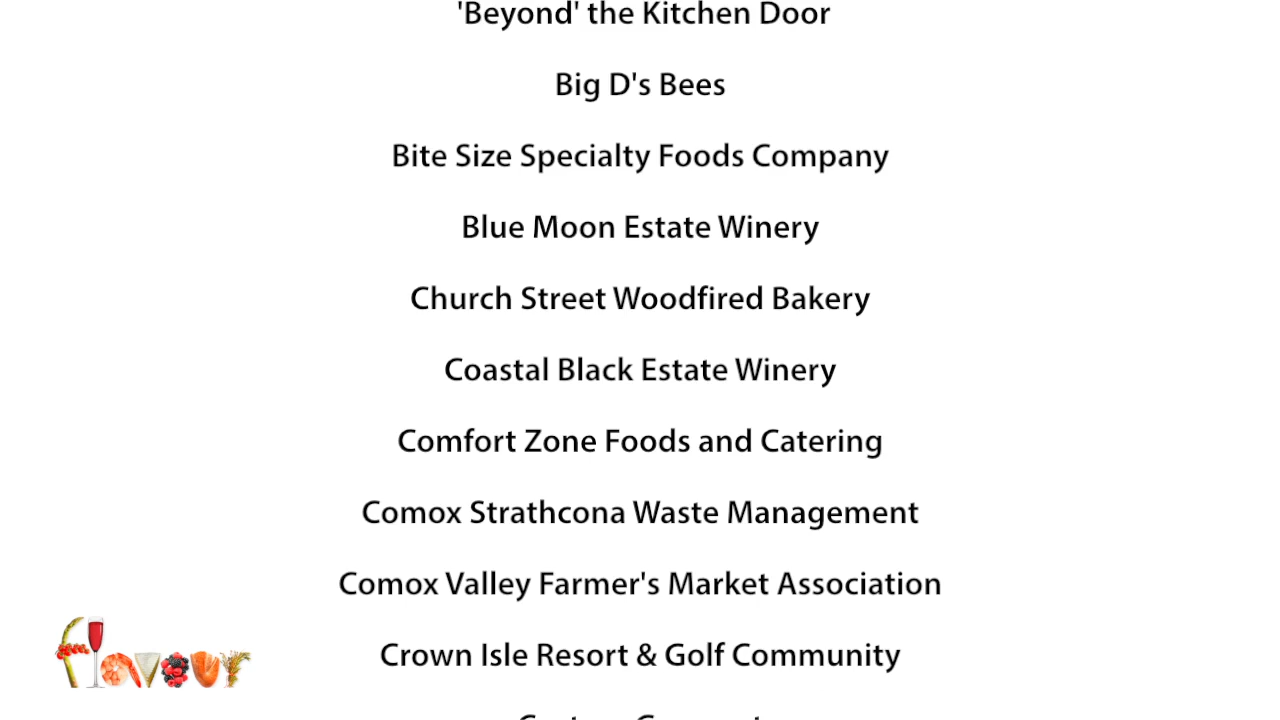 'Beyond' the Kitchen Door
Big D's Bees
Bite Size Specialty Foods Company
Blue Moon Estate Winery
Church Street Woodfired Bakery
Coastal Black Estate Winery
Comfort Zone Foods and Catering
Comox Strathcona Waste Management
Comox Valley Farmer's Market Association
flavour
Crown Isle Resort & Golf Community